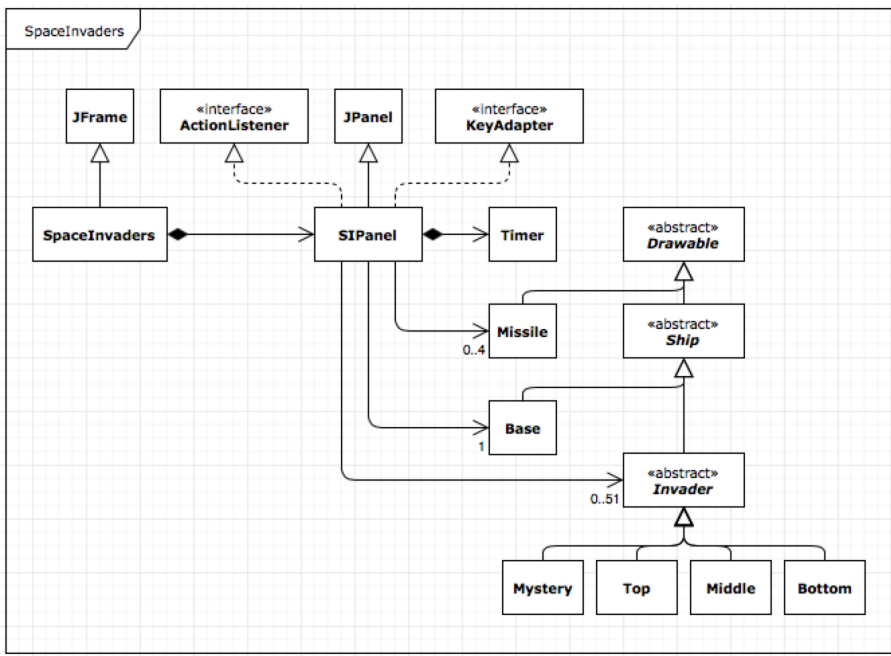 SpaceInvaders
JFrame
«interface»
ActionListener
JPanel
«interface»
KeyAdapter
SpaceInvaders
SIPanel
Timer
«abstract»
Drawable
Missile
0..4
«abstract»
Ship
Base
1
«abstract»
Invader
0..51
Mystery
Top
Middle
Bottom